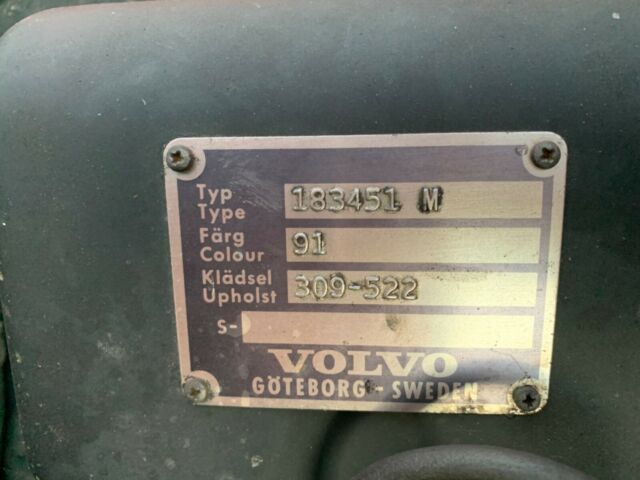 Typ
Type 183451 M
Färg
Colour 91
Klädsel
Upholst 309-522
S-
VOLVO
GÖTEBORG - SWEDEN